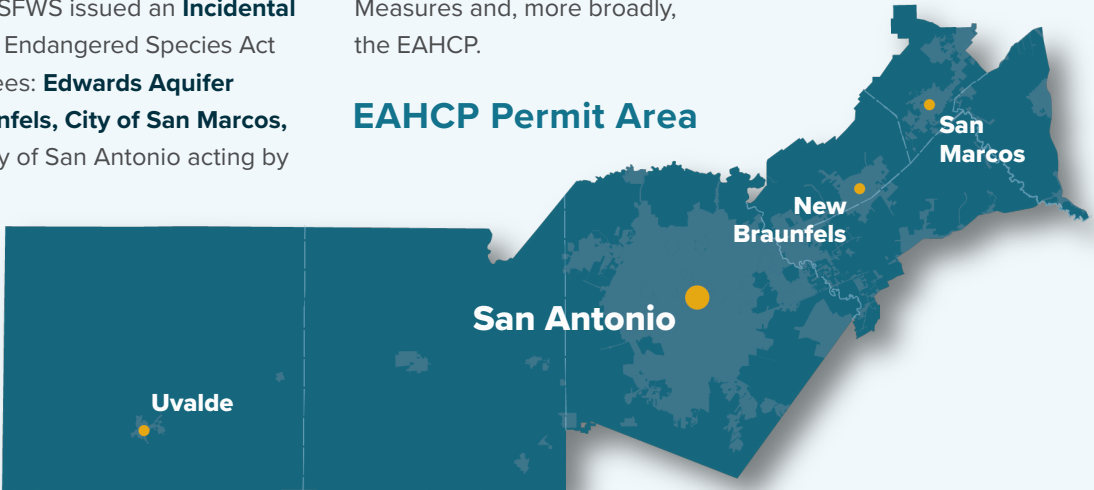 SFWS issued an Incidental
Endangered Species Act
ees: Edwards Aquifer
nfels, City of San Marcos,
y of San Antonio acting by
Measures and, more broadly,
the EAHCP.
EAHCP Permit Area
San
Marcos
New
Braunfels
San Antonio
Uvalde